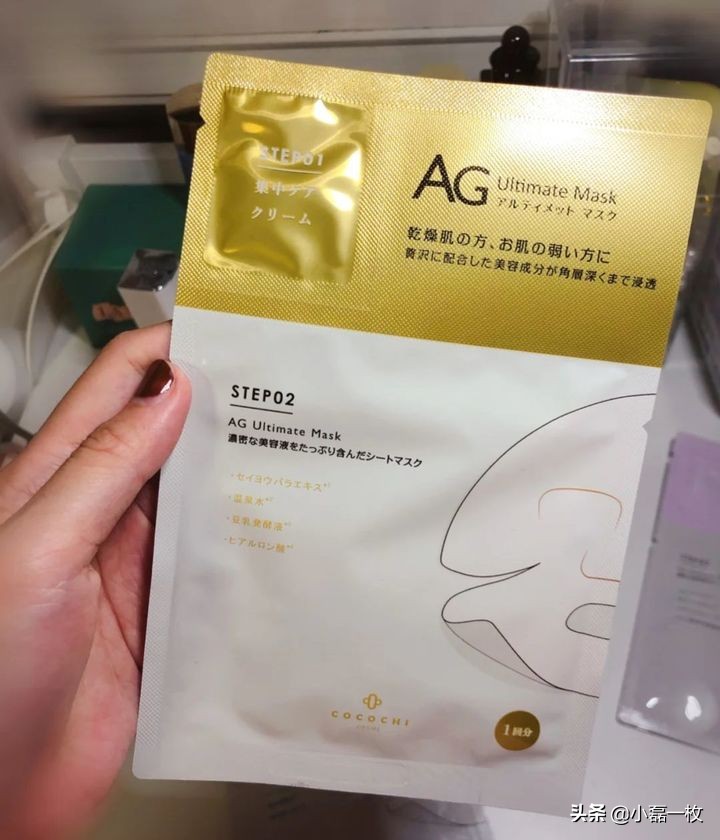 STEP01
集中ケア
クリーム
AG Ultimate Mask
アルティメット マスク
乾燥肌の方、お肌の弱い方に
贅沢に配合した美容成分が角層深くまで浸透
STEP02
AG Ultimate Mask
濃密な美容液をたっぷり含んだシートマスク
・セイヨウバラエキス
・温泉水
・豆乳発酵液
・ヒアルロン酸
COCOCHI
1回分
头条 @小磊一枚